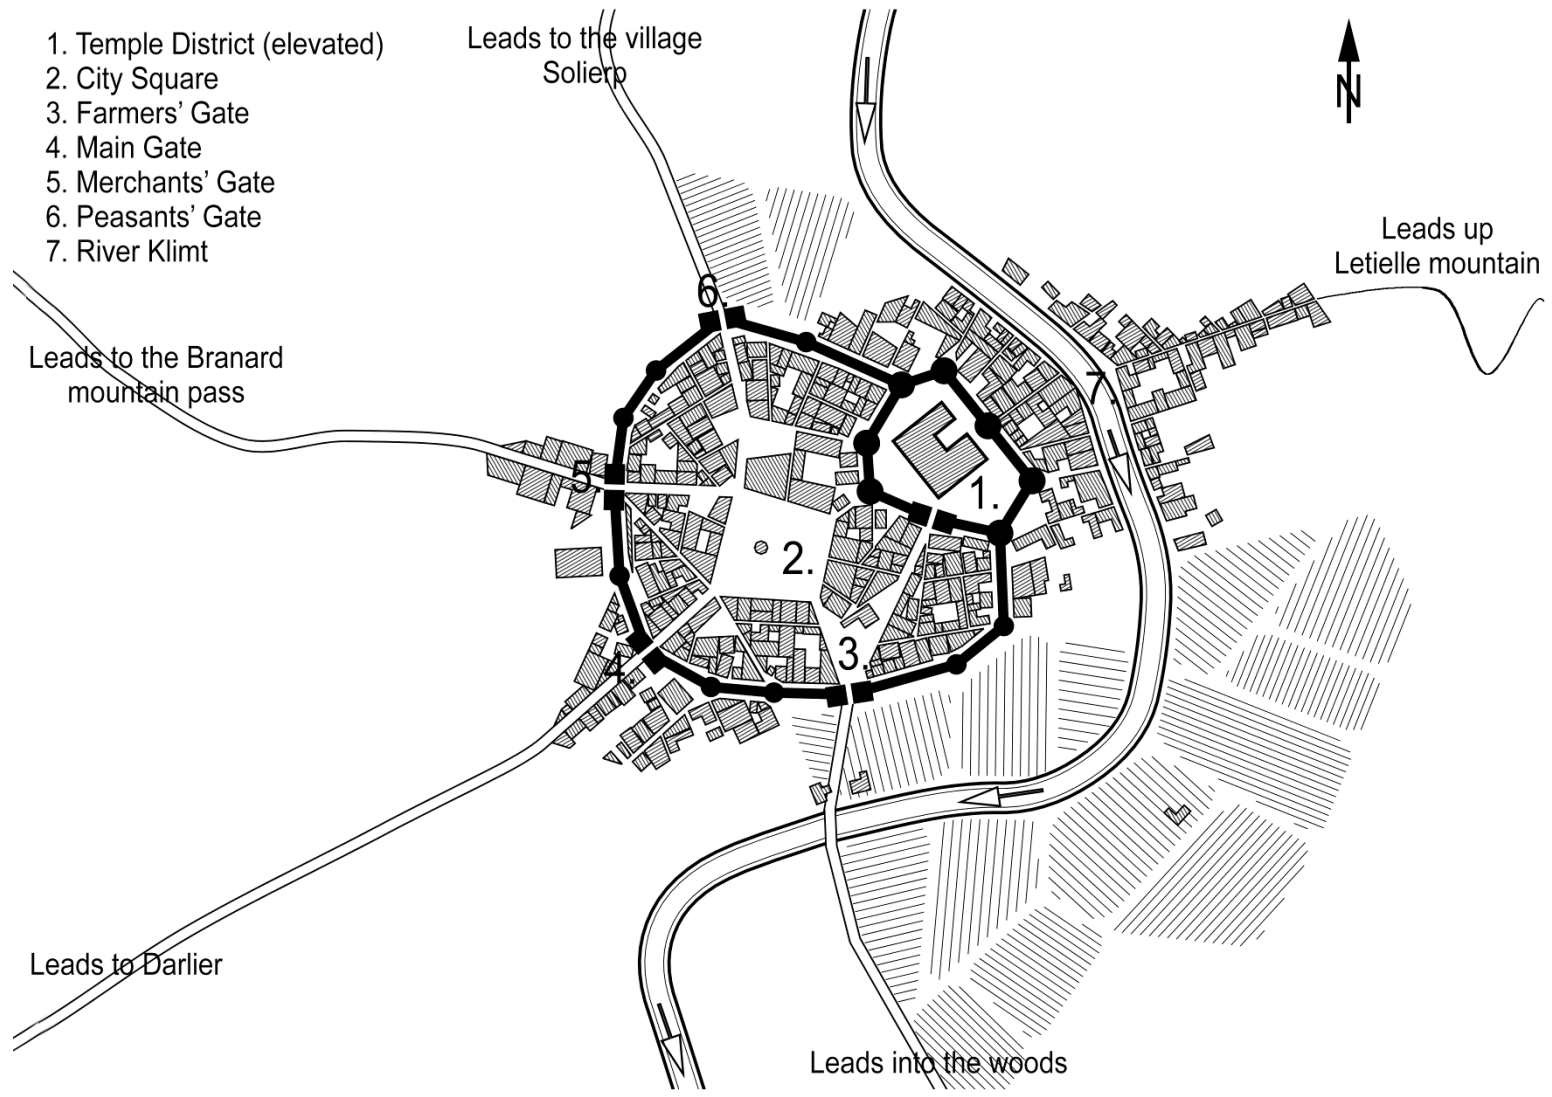 1. Temple District (elevated)
2. City Square
3. Farmers’ Gate
4. Main Gate
5. Merchants’ Gate
6. Peasants’ Gate
7. River Klimt
Leads to the village
Solierp
N
Leads up
Letielle mountain
6.
Leads to the Branard
mountain pass
7.
5.
1.
2.
3.
4.
Leads to Darlier
Leads into the woods